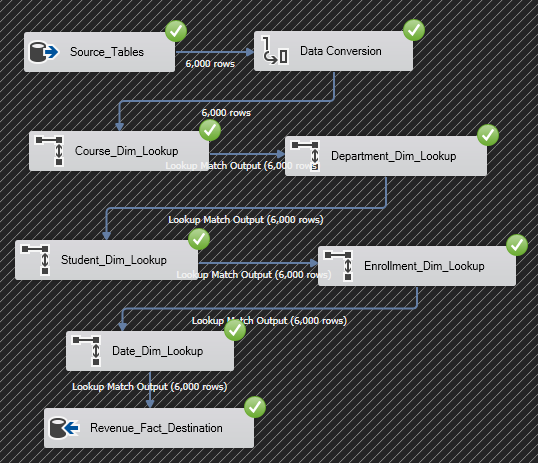 Source_Tables
6,000 rows
Data Conversion
6,000 rows
Course_Dim_Lookup
Lookup Match Output (6,000 rows)
Department_Dim_Lookup
Lookup Match Output (6,000 rows)
Student_Dim_Lookup
Lookup Match Output (6,000 rows)
Enrollment_Dim_Lookup
Lookup Match Output (6,000 rows)
Date_Dim_Lookup
Lookup Match Output (6,000 rows)
Revenue_Fact_Destination